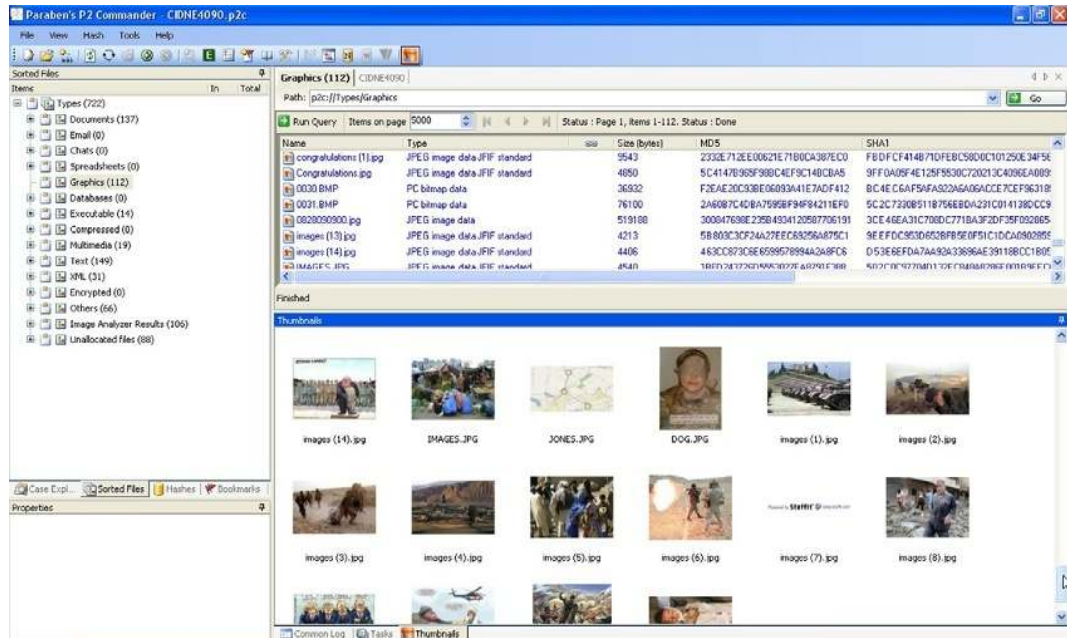 Paraben's P2 Commander - CIDNE4090.p2c
File View Hash Tools Help
Sorted Files
Items In Total
Types (722)
Documents (137)
Email (0)
Chats (0)
Spreadsheets (0)
Graphics (112)
Databases (0)
Executable (14)
Compressed (0)
Multimedia (19)
Text (149)
XML (31)
Encrypted (0)
Others (66)
Image Analyzer Results (106)
Unallocated files (88)
Case Expl... Sorted Files Hashes Bookmarks
Properties
Graphics (112) CIDNE4090
Path: p2c://Types/Graphics Go
Run Query Items on page 5000 Status : Page 1, items 1-112. Status : Done
Name Type Size (bytes) MD5 SHA1
congratulations (1).jpg JPEG image data JFIF standard 9543
Congratulations.jpg JPEG image data JFIF standard 4850
0030.BMP PC bitmap data 36932
0031.BMP PC bitmap data 76100
0828090900.jpg JPEG image data 519188
images (13).jpg JPEG image data JFIF standard 4213
images (14).jpg JPEG image data JFIF standard 4406
IMAGES.JPG JPEG image data JFIF standard 4540
Finished
Thumbnails
images (14).jpg IMAGES.JPG JONES.JPG DOG.JPG images (1).jpg images (2).jpg
images (3).jpg images (4).jpg images (5).jpg images (6).jpg images (7).jpg images (8).jpg
Common Log Tasks Thumbnails